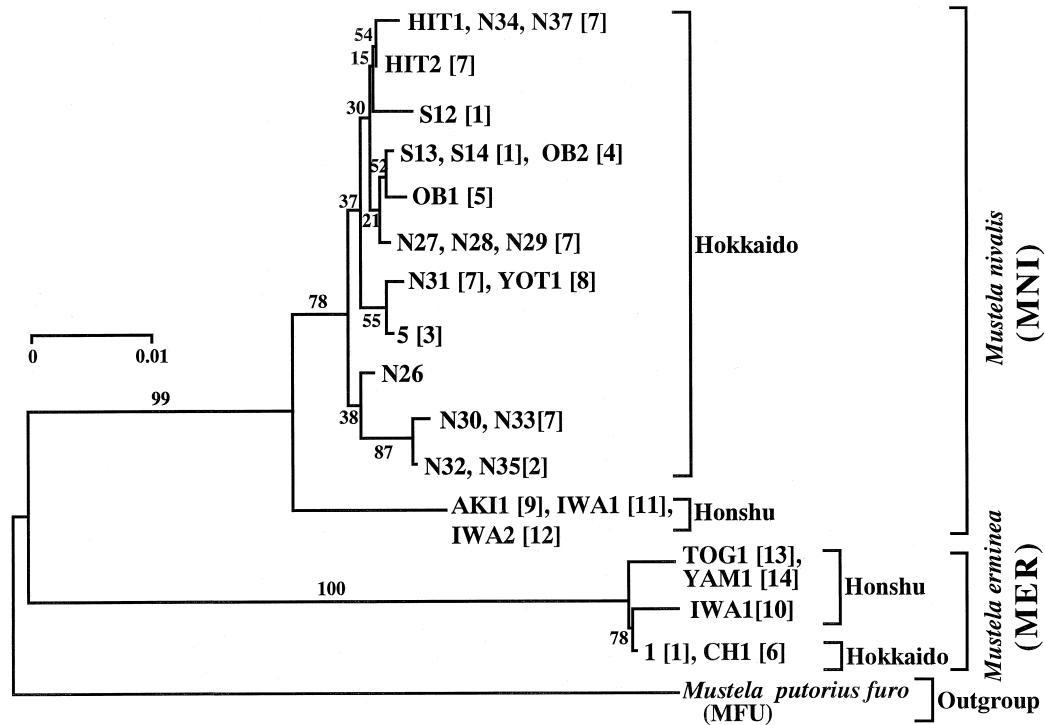 HIT1, N34, N37 [7]
54
15
HIT2 [7]
30
S12 [1]
S13, S14 [1], OB2 [4]
52
OB1 [5]
37
21
N27, N28, N29 [7]
Hokkaido
N31 [7], YOT1 [8]
78
55
5 [3]
0 0.01
N26
99
38
N30, N33[7]
87
N32, N35[2]
AKI1 [9], IWA1 [11],
IWA2 [12]
Honshu
Mustela nivalis
(MNI)
TOG1 [13],
YAM1 [14]
100
Honshu
IWA1[10]
78
1 [1], CH1 [6]
Hokkaido
Mustela erminea
(MER)
Mustela putorius furo
(MFU)
Outgroup